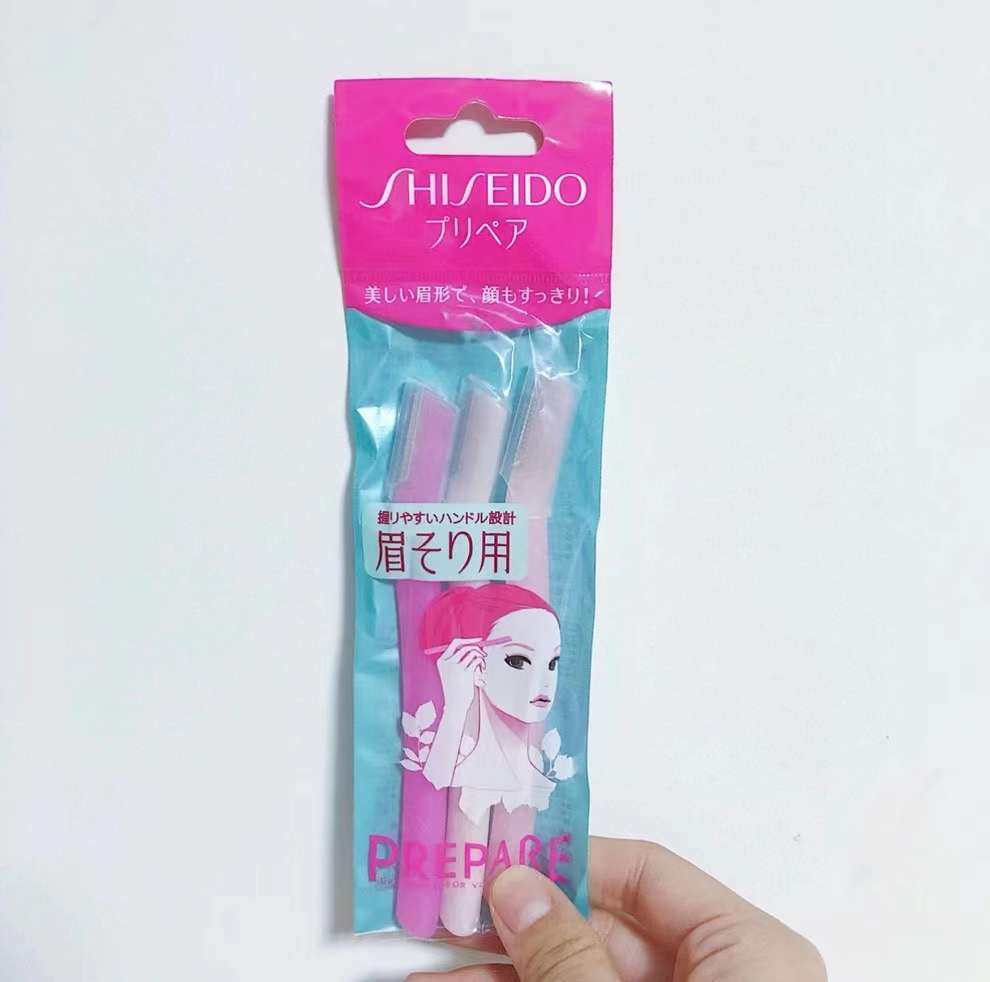 SHISEIDO
プリペア
美しい眉形で、顔もすっきり!
握りやすいハンドル設計
眉そり用
PREPARE